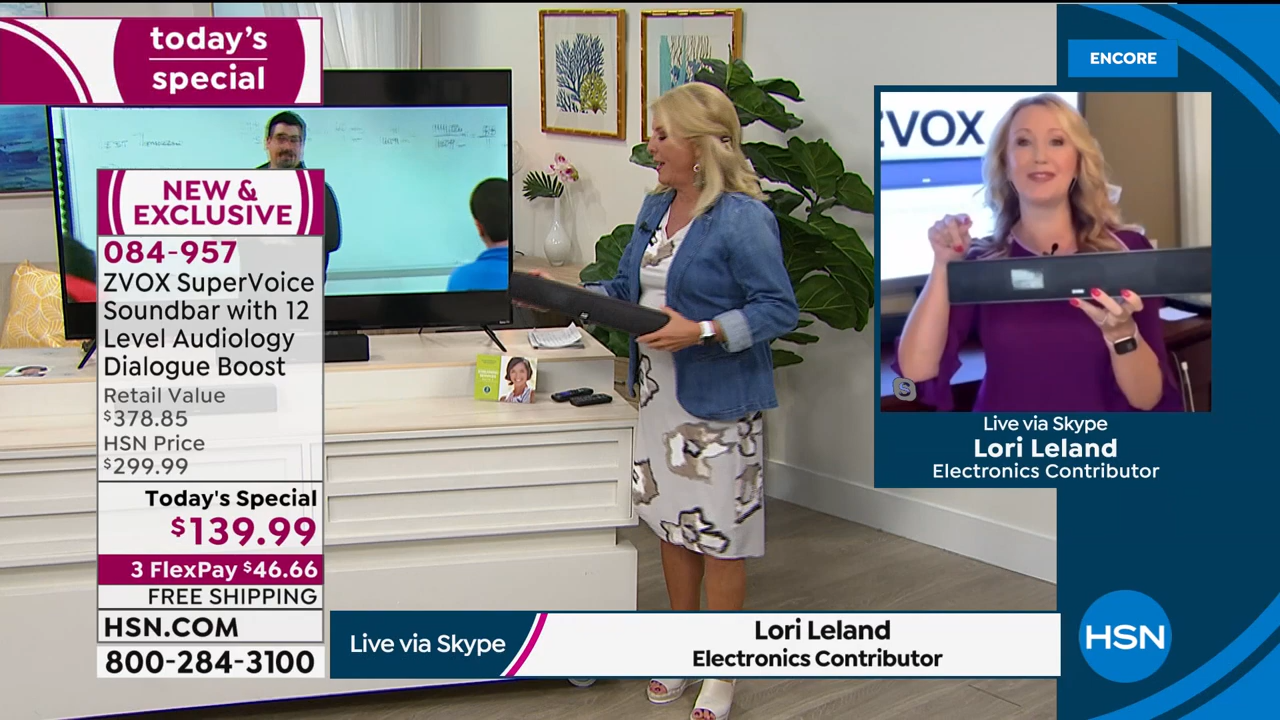 today's
special
NEW &
EXCLUSIVE
084-957
ZVOX SuperVoice
Soundbar with 12
Level Audiology
Dialogue Boost
Retail Value
$378.85
HSN Price
$299.99
Today's Special
$139.99
3 FlexPay $46.66
FREE SHIPPING
HSN.COM
800-284-3100
ENCORE
ZVOX
Live via Skype
Lori Leland
Electronics Contributor
Live via Skype
Lori Leland
Electronics Contributor
HSN